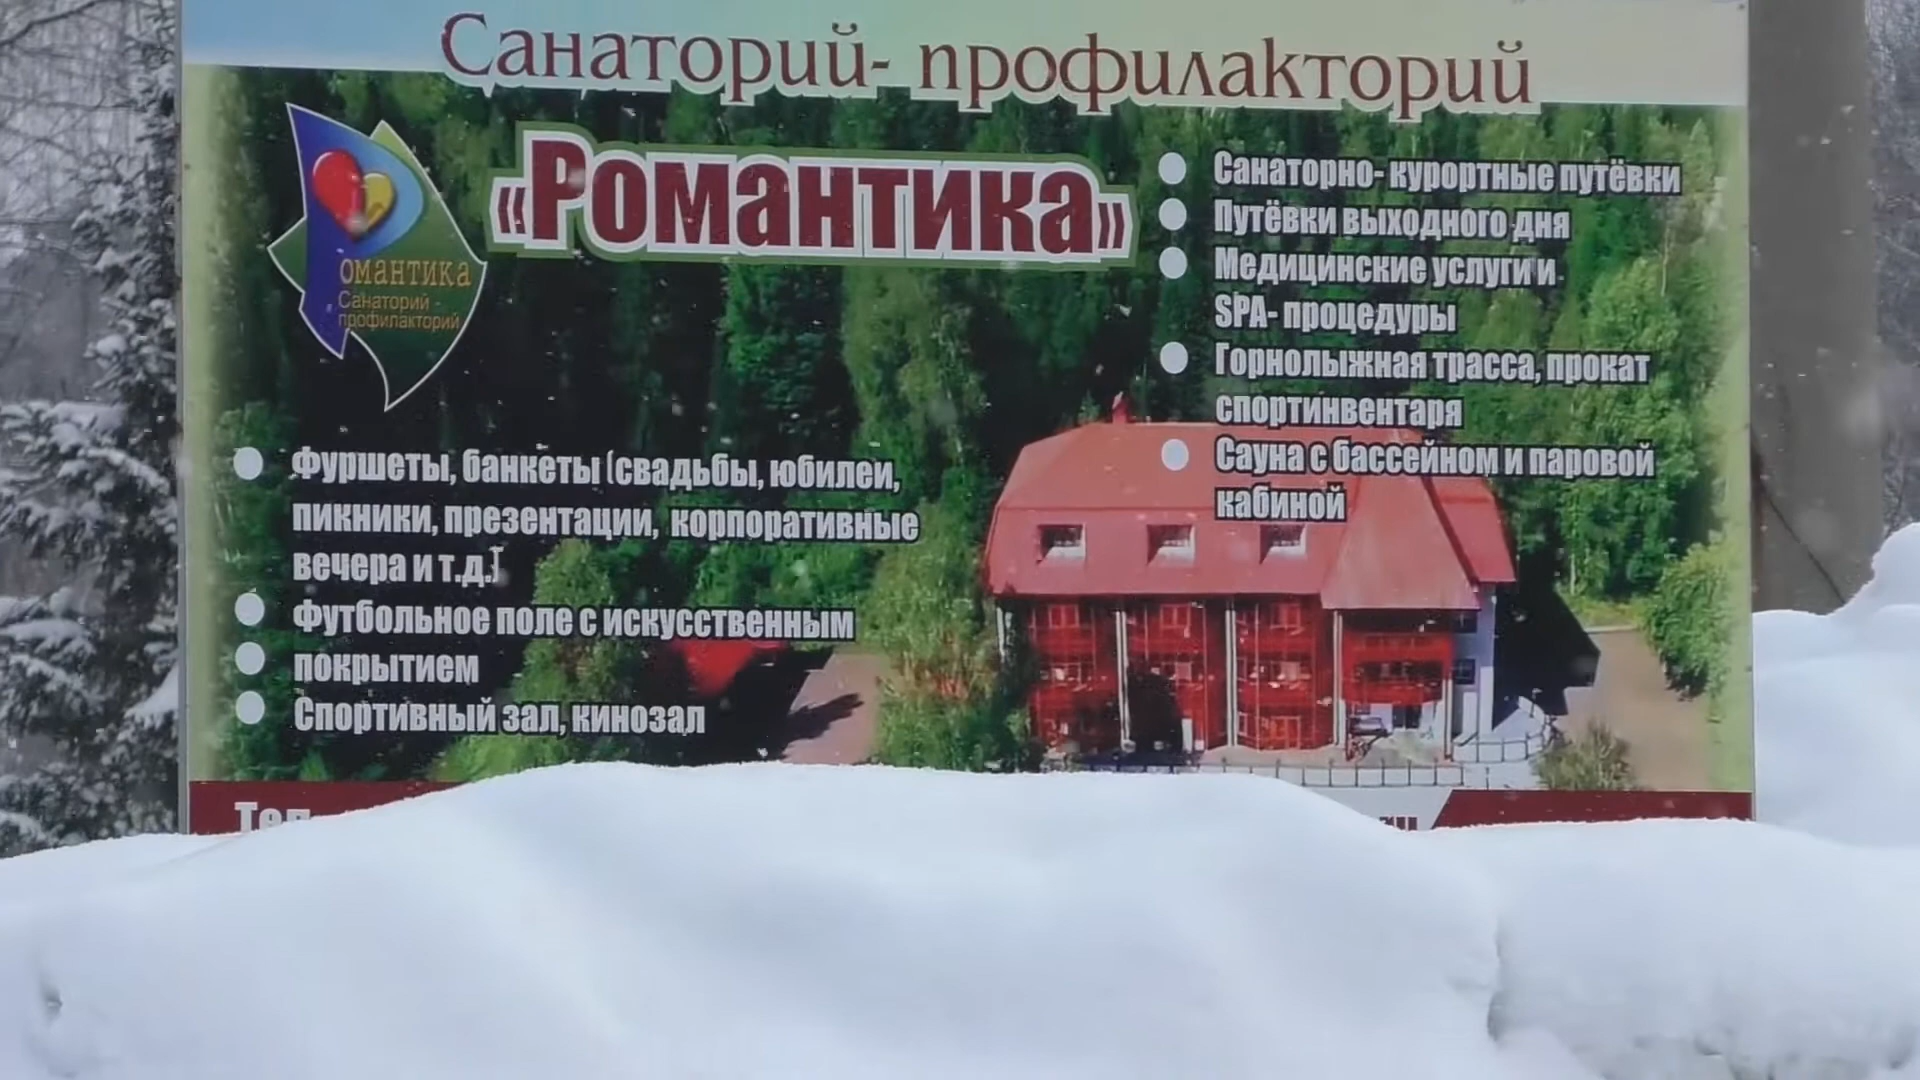 Санаторий- профилакторий
«Романтика»
Романтика
Санаторий -
профилакторий
Санаторно- курортные путёвки
Путёвки выходного дня
Медицинские услуги и
SPA- процедуры
Горнолыжная трасса, прокат
спортинвентаря
Сауна с бассейном и паровой
кабиной
Фуршеты, банкеты (свадьбы, юбилеи,
пикники, презентации, корпоративные
вечера и т.д.)
Футбольное поле с искусственным
покрытием
Спортивный зал, кинозал
Тел
.ru